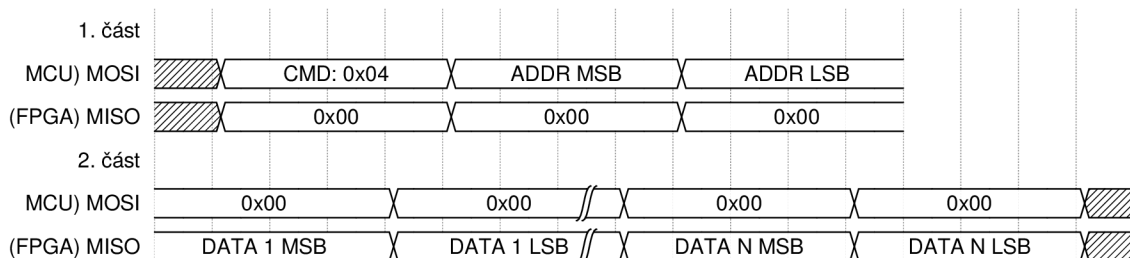 1. část
MCU) MOSI CMD: 0x04 ADDR MSB ADDR LSB
(FPGA) MISO 0x00 0x00 0x00
2. část
MCU) MOSI 0x00 0x00 0x00 0x00
(FPGA) MISO DATA 1 MSB DATA 1 LSB DATA N MSB DATA N LSB